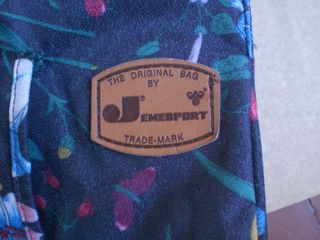 THE ORIGINAL BAG
BY
JEMESPORT
TRADE-MARK